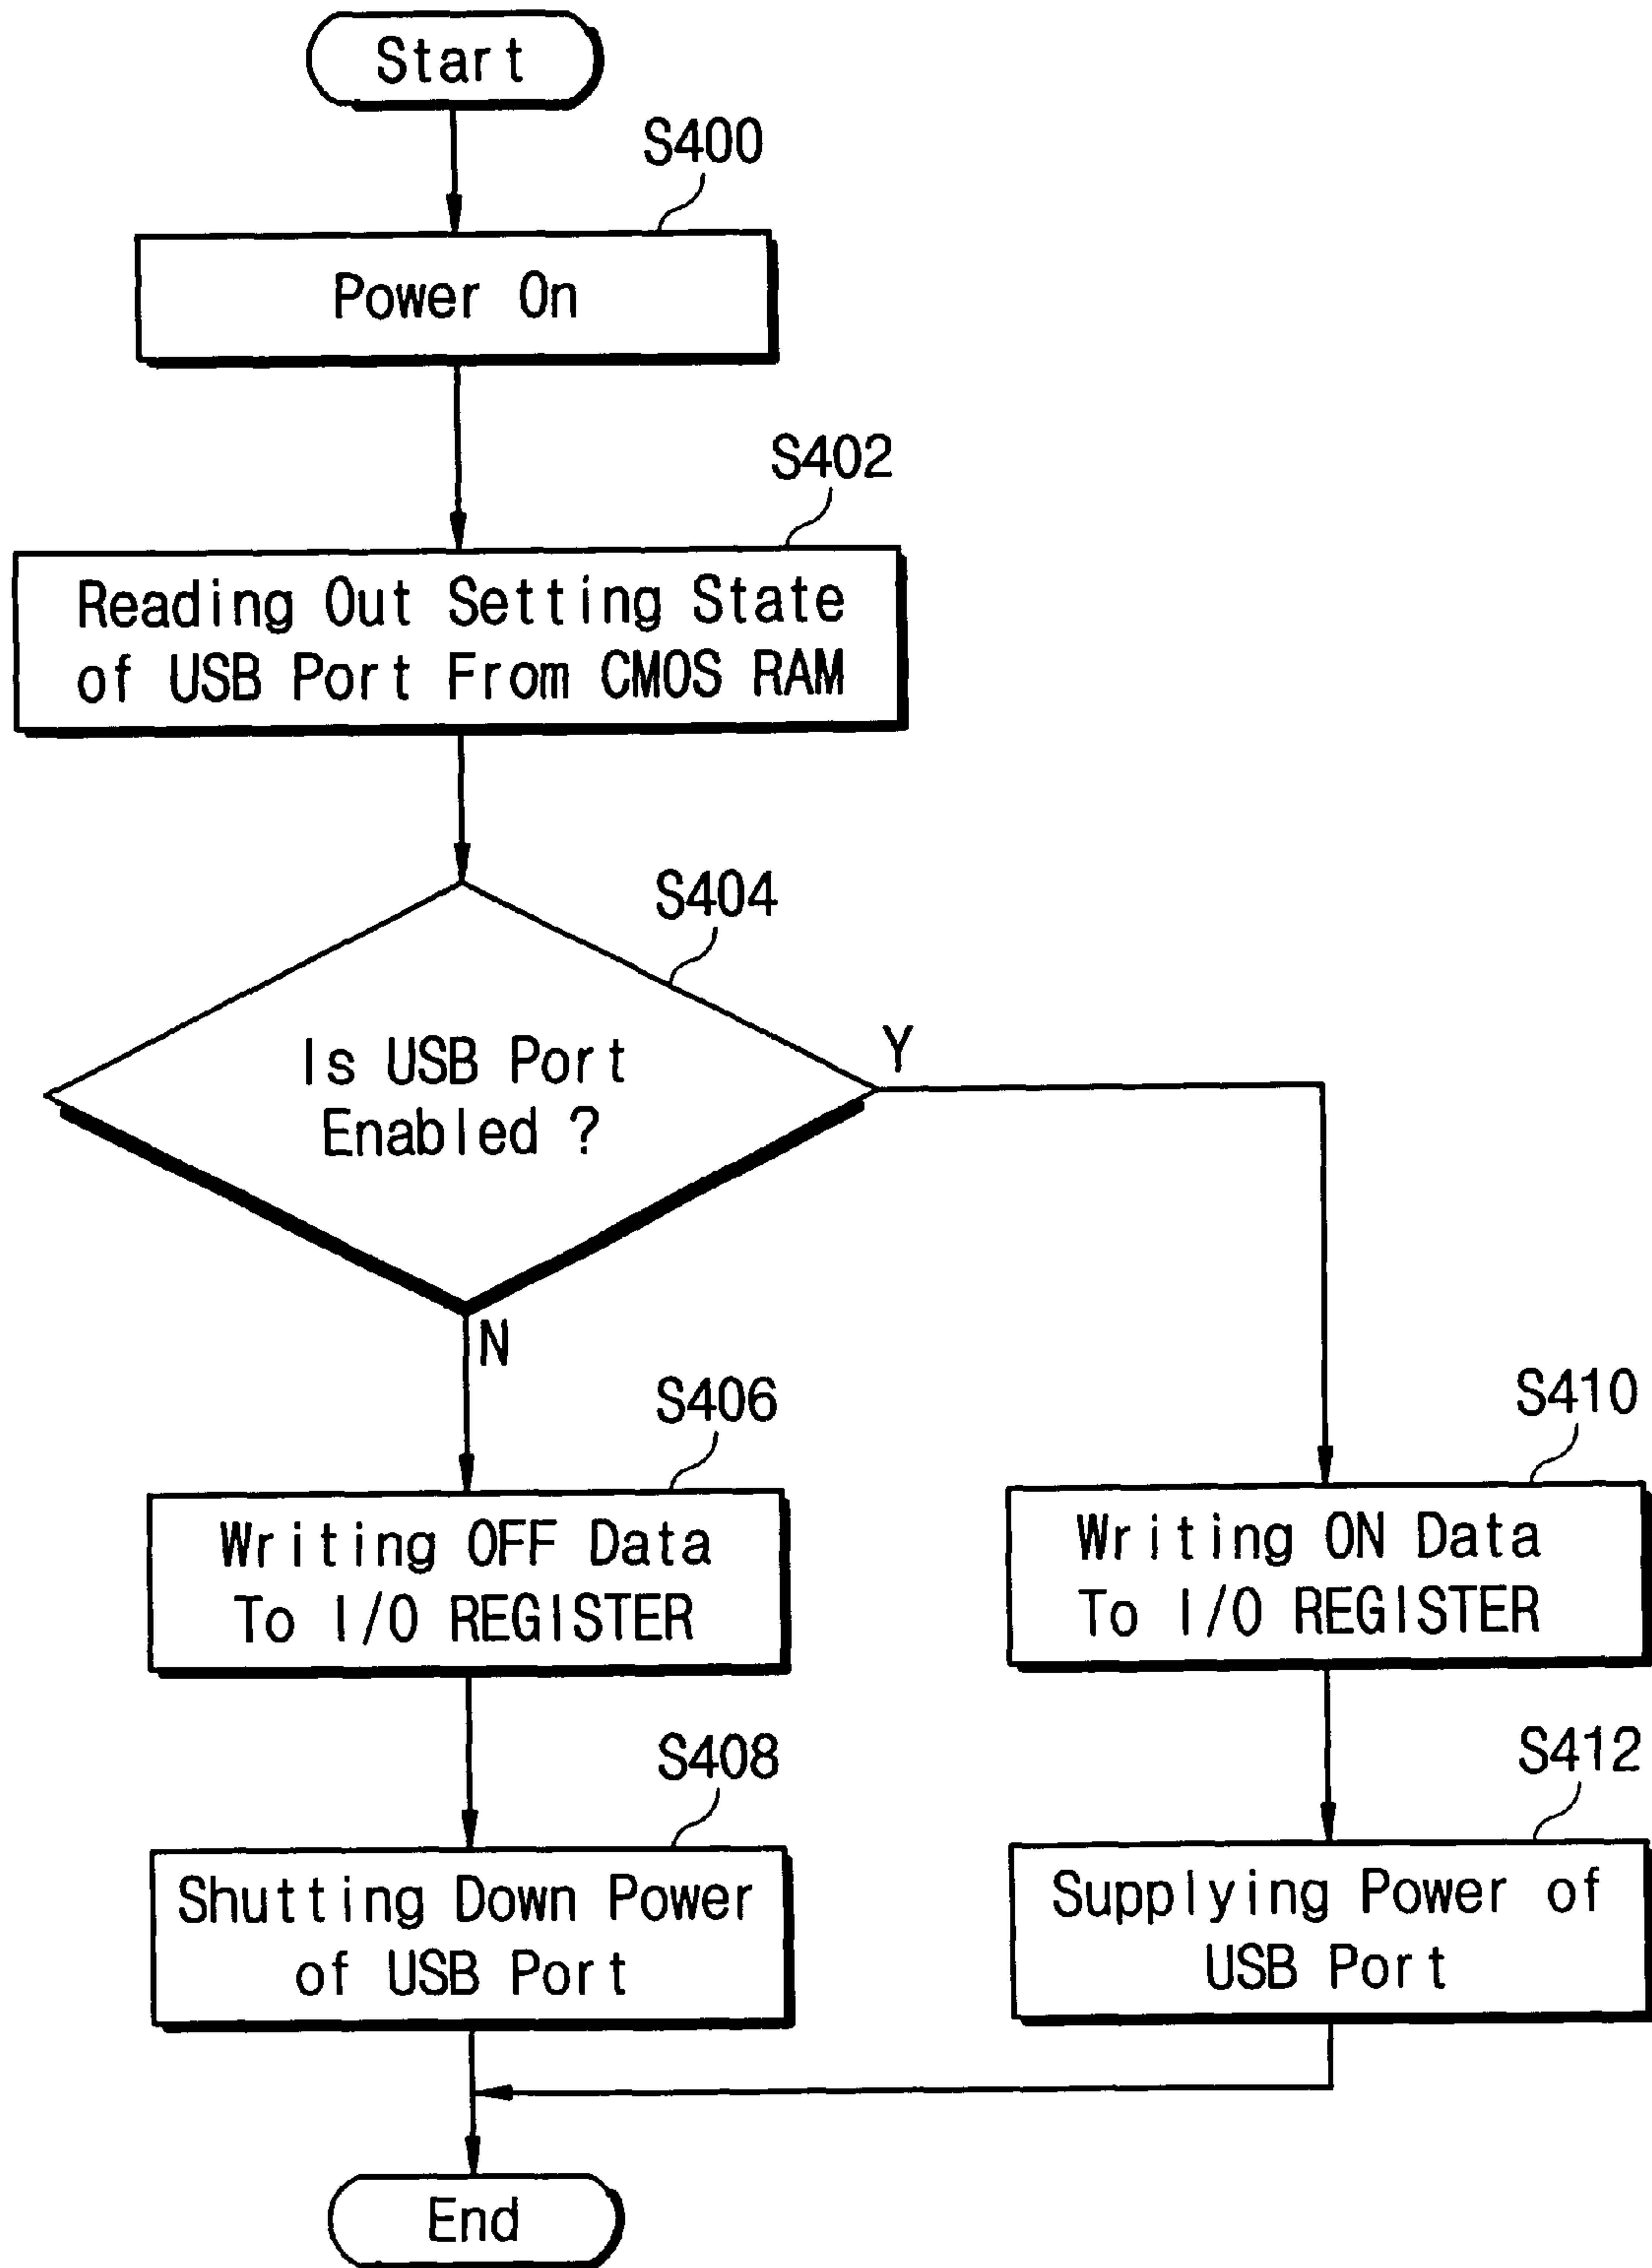 Start
S400
Power On
S402
Reading Out Setting State
of USB Port From CMOS RAM
S404
Is USB Port
Enabled ?
Y
N
S406
Writing OFF Data
To I/O REGISTER
S410
Writing ON Data
To I/O REGISTER
S408
Shutting Down Power
of USB Port
S412
Supplying Power of
USB Port
End